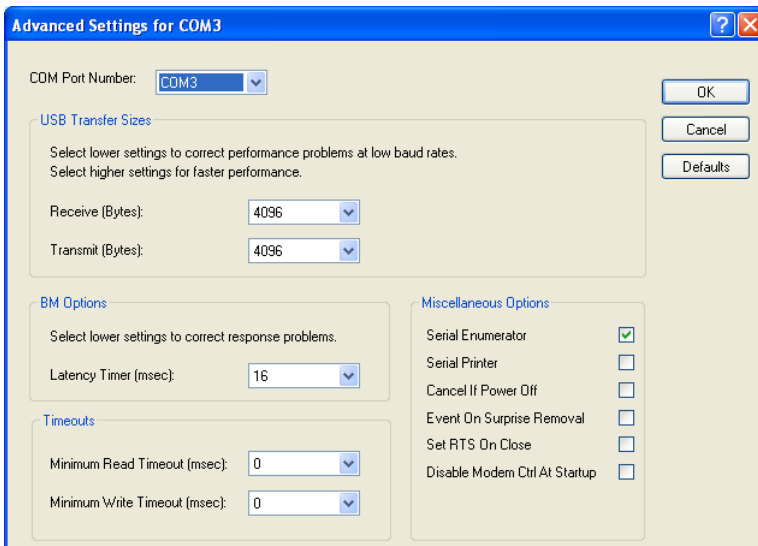 Advanced Settings for COM3
COM Port Number: COM3
OK
Cancel
Defaults
USB Transfer Sizes
Select lower settings to correct performance problems at low baud rates.
Select higher settings for faster performance.
Receive (Bytes): 4096
Transmit (Bytes): 4096
BM Options
Select lower settings to correct response problems.
Latency Timer (msec): 16
Timeouts
Minimum Read Timeout (msec): 0
Minimum Write Timeout (msec): 0
Miscellaneous Options
Serial Enumerator
Serial Printer
Cancel If Power Off
Event On Surprise Removal
Set RTS On Close
Disable Modem Ctrl At Startup